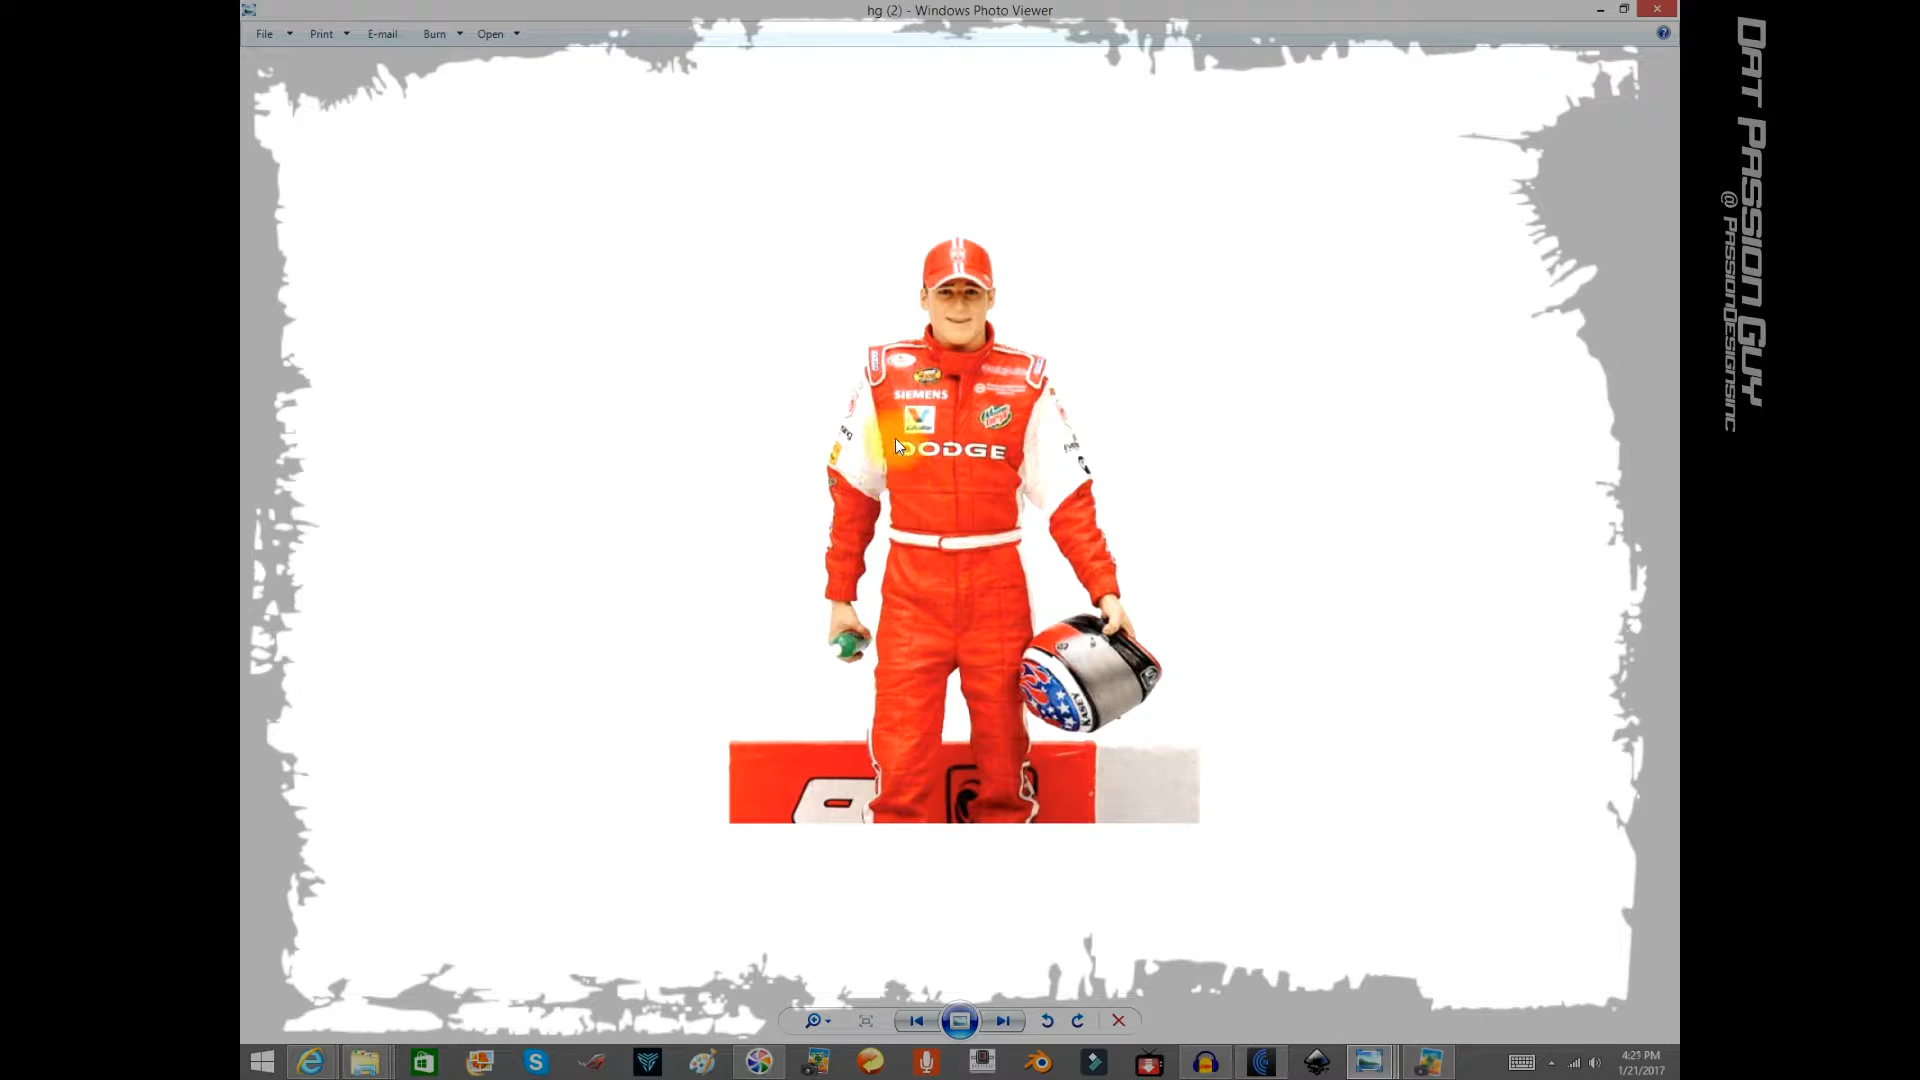 hg (2) - Windows Photo Viewer
File
Print
E-mail
Burn
Open
DAT PASSION GUY
@ PASSIONDESIGNSINC
SIEMENS
DODGE
KASEY
4:21 PM
1/21/2017